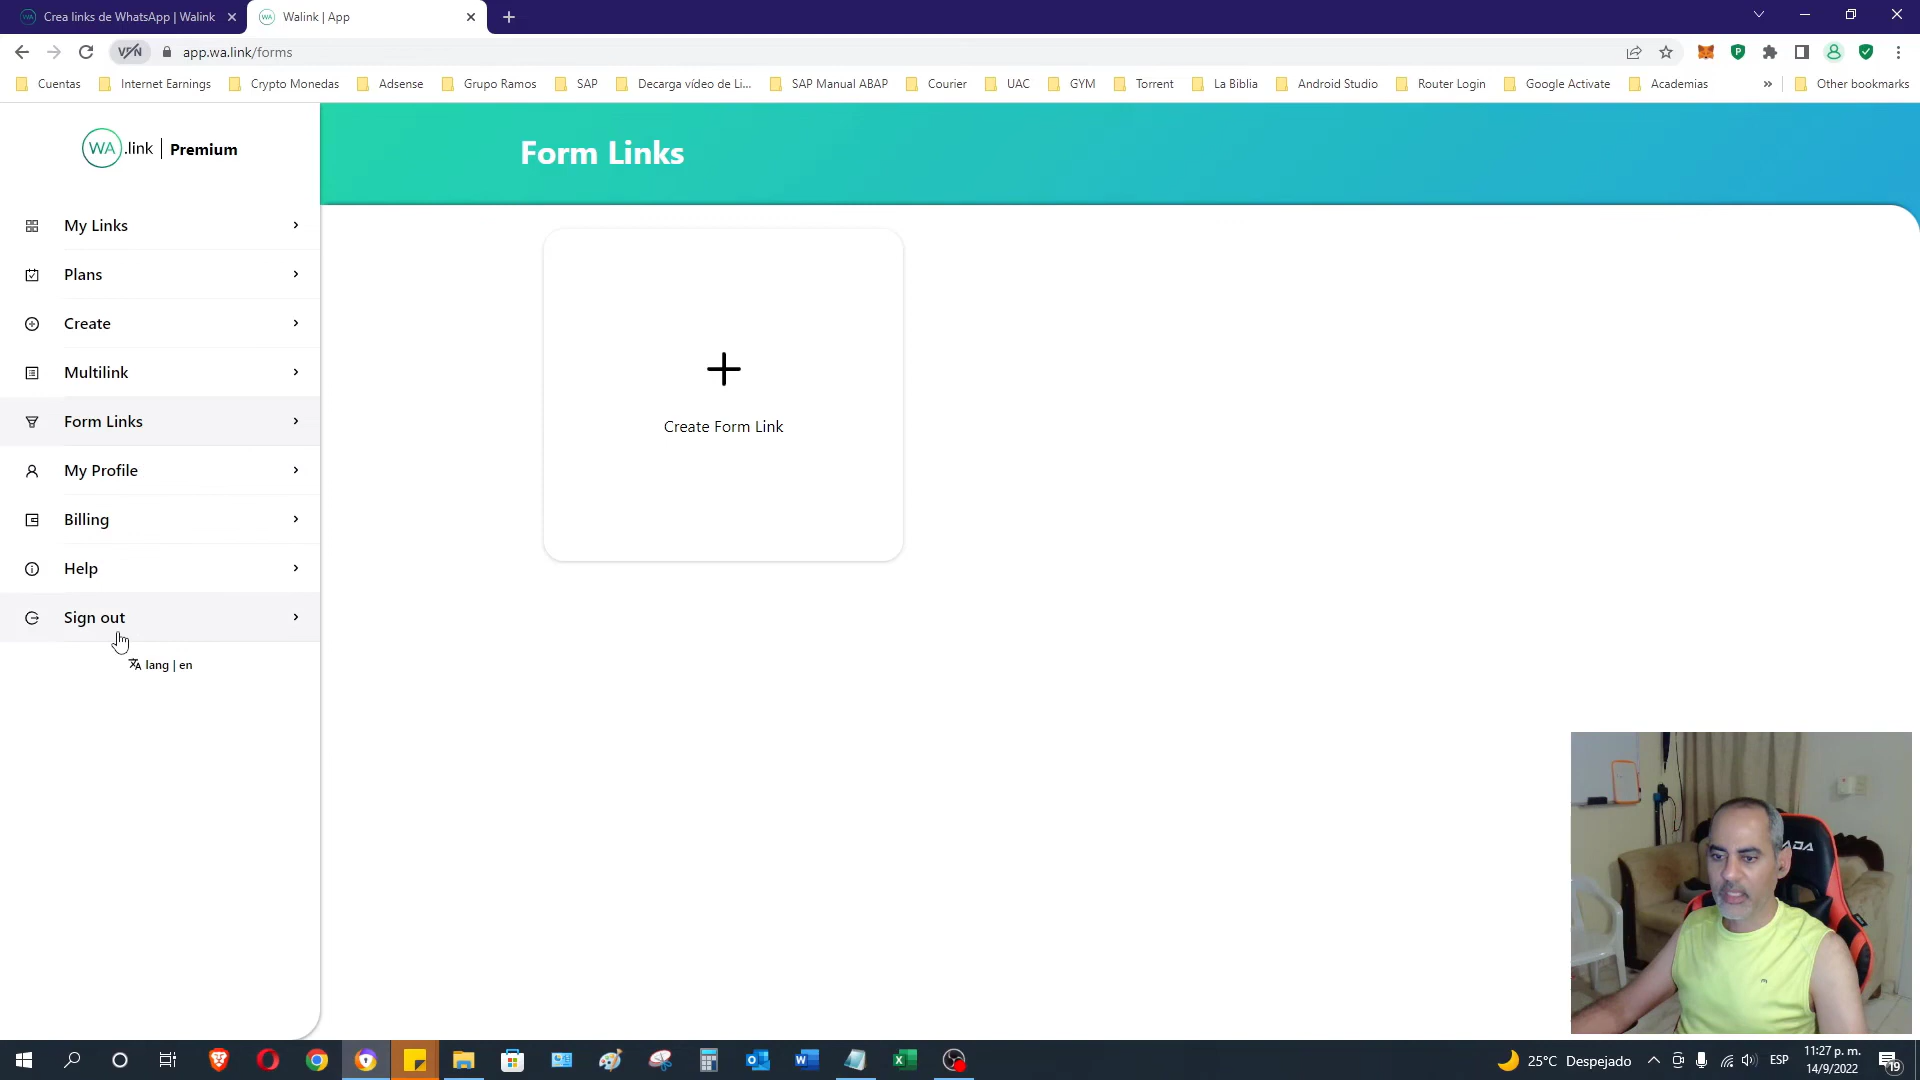 Crea links de WhatsApp | Walink
Walink | App
VPN
app.wa.link/forms
Cuentas
Internet Earnings
Crypto Monedas
Adsense
Grupo Ramos
SAP
Decarga vídeo de Li...
SAP Manual ABAP
Courier
UAC
GYM
Torrent
La Biblia
Android Studio
Router Login
Google Activate
Academias
»
Other bookmarks
WA.link | Premium
Form Links
My Links
Plans
Create
Multilink
Form Links
My Profile
Billing
Help
Sign out
lang | en
Create Form Link
25°C Despejado
ESP
11:27 p. m.
14/9/2022
19